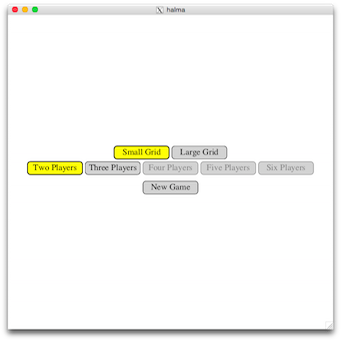 halma
Small Grid Large Grid
Two Players Three Players Four Players Five Players Six Players
New Game